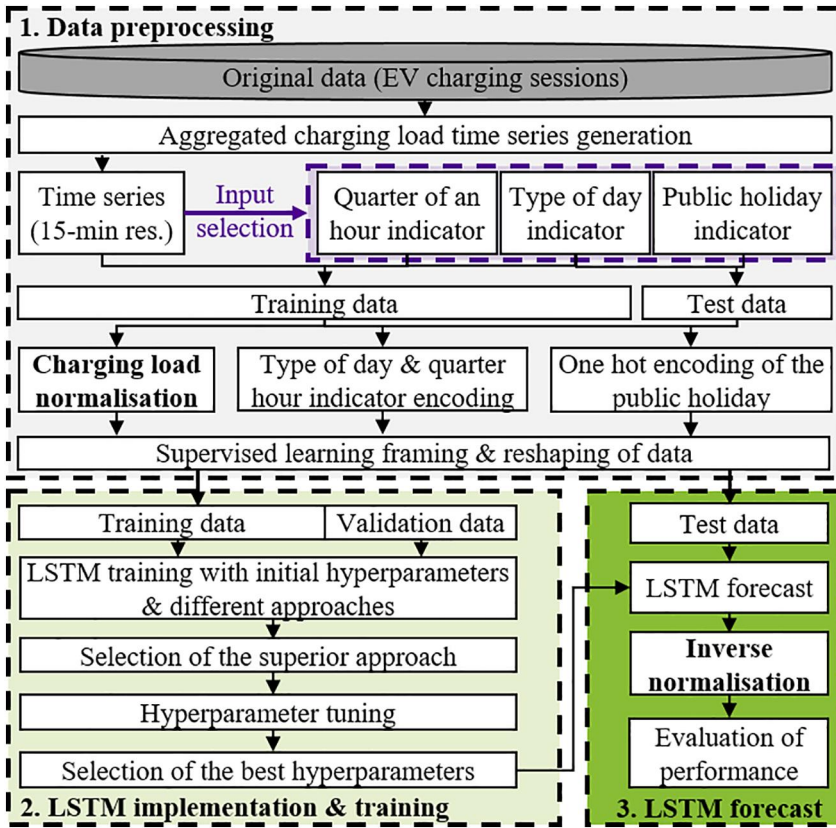 1. Data preprocessing
Original data (EV charging sessions)
Aggregated charging load time series generation
Time series
(15-min res.)
Input
selection
Quarter of an
hour indicator
Type of day
indicator
Public holiday
indicator
Training data
Test data
Charging load
normalisation
Type of day & quarter
hour indicator encoding
One hot encoding of the
public holiday
Supervised learning framing & reshaping of data
Training data
Validation data
LSTM training with initial hyperparameters
& different approaches
Selection of the superior approach
Hyperparameter tuning
Selection of the best hyperparameters
2. LSTM implementation & training
Test data
LSTM forecast
Inverse
normalisation
Evaluation of
performance
3. LSTM forecast